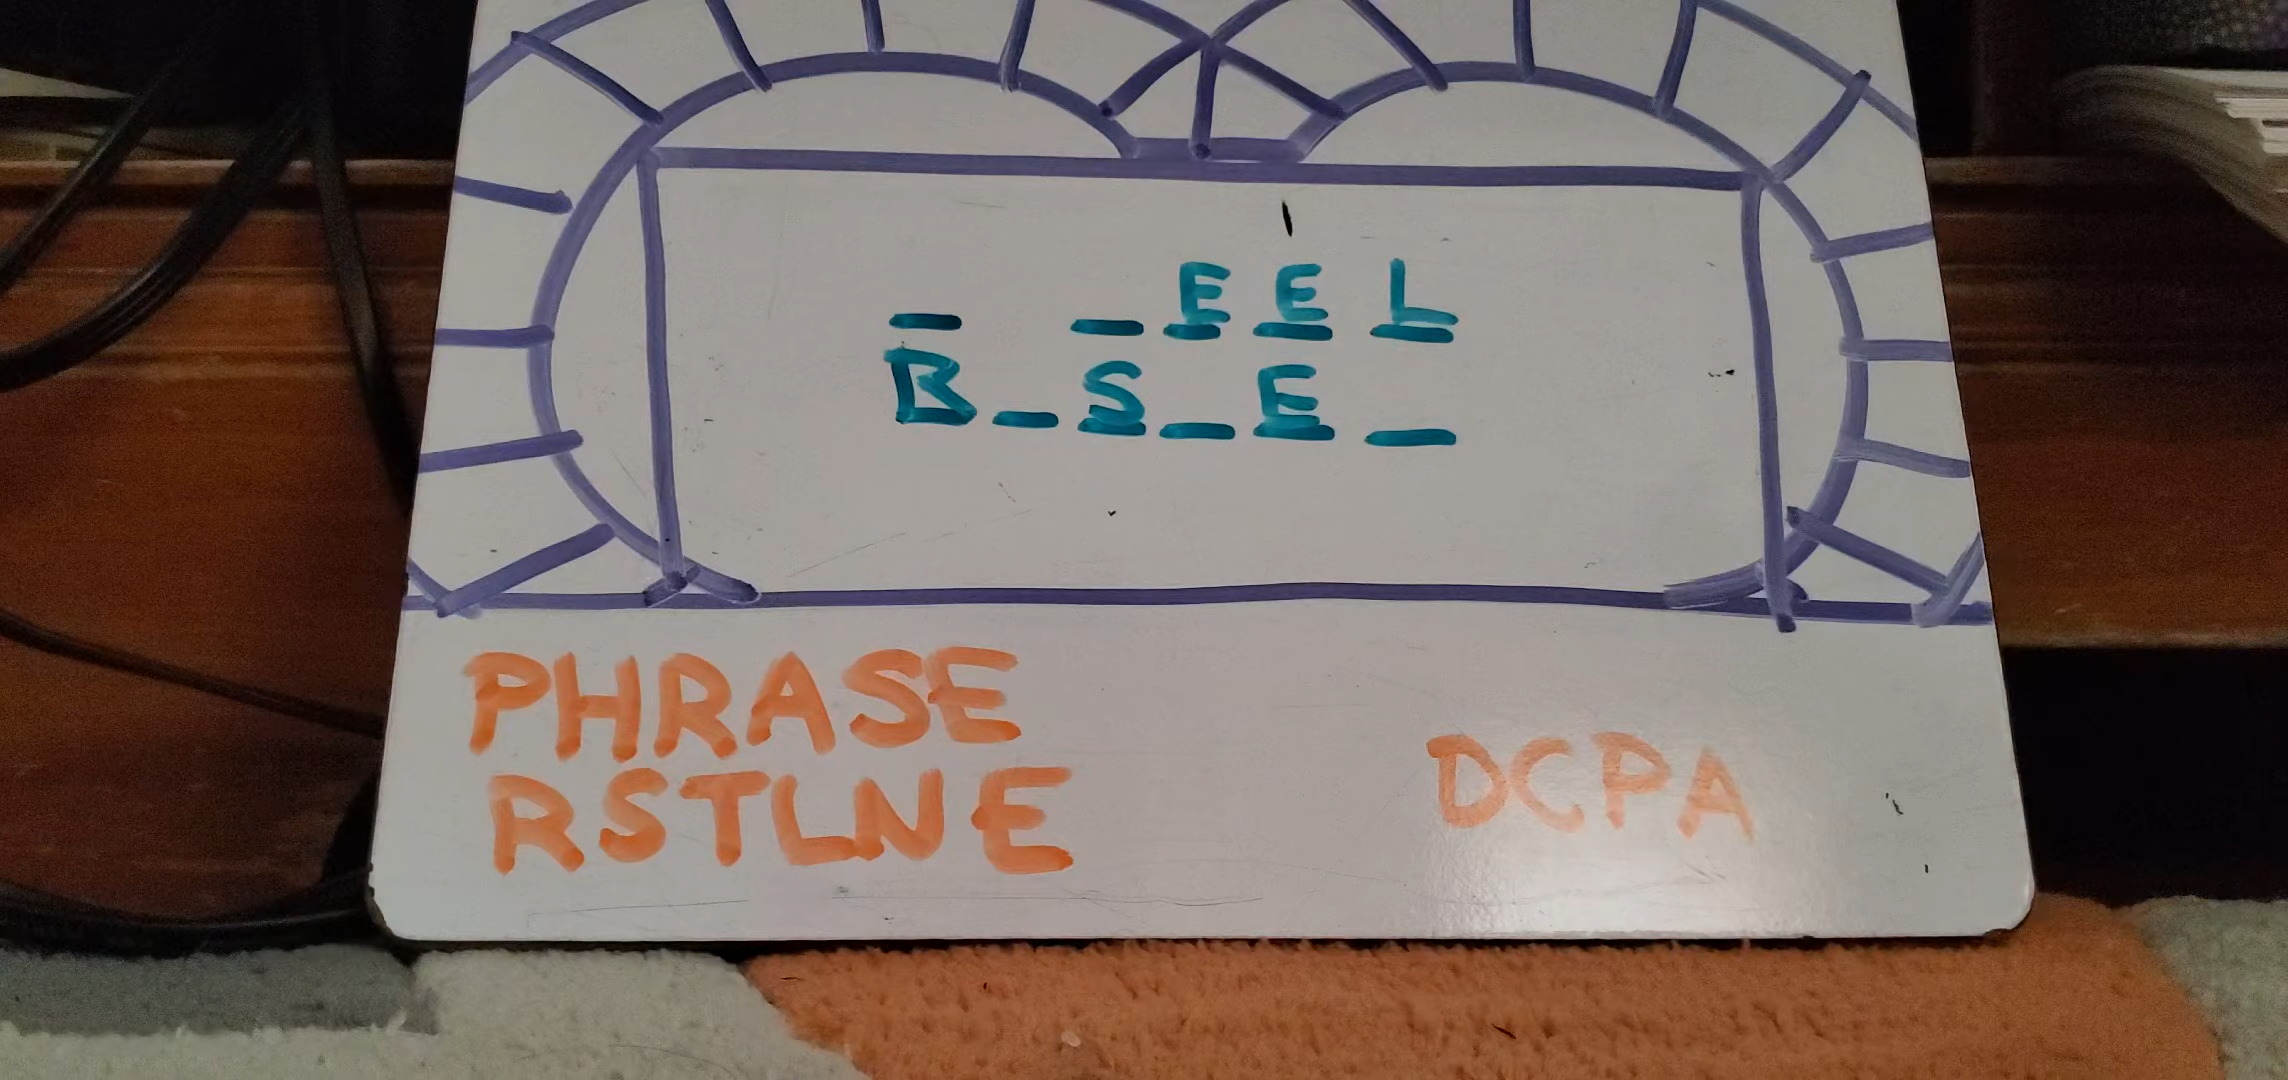 _ _ E E L
R _ S _ E _
PHRASE
RSTLNE DCPA